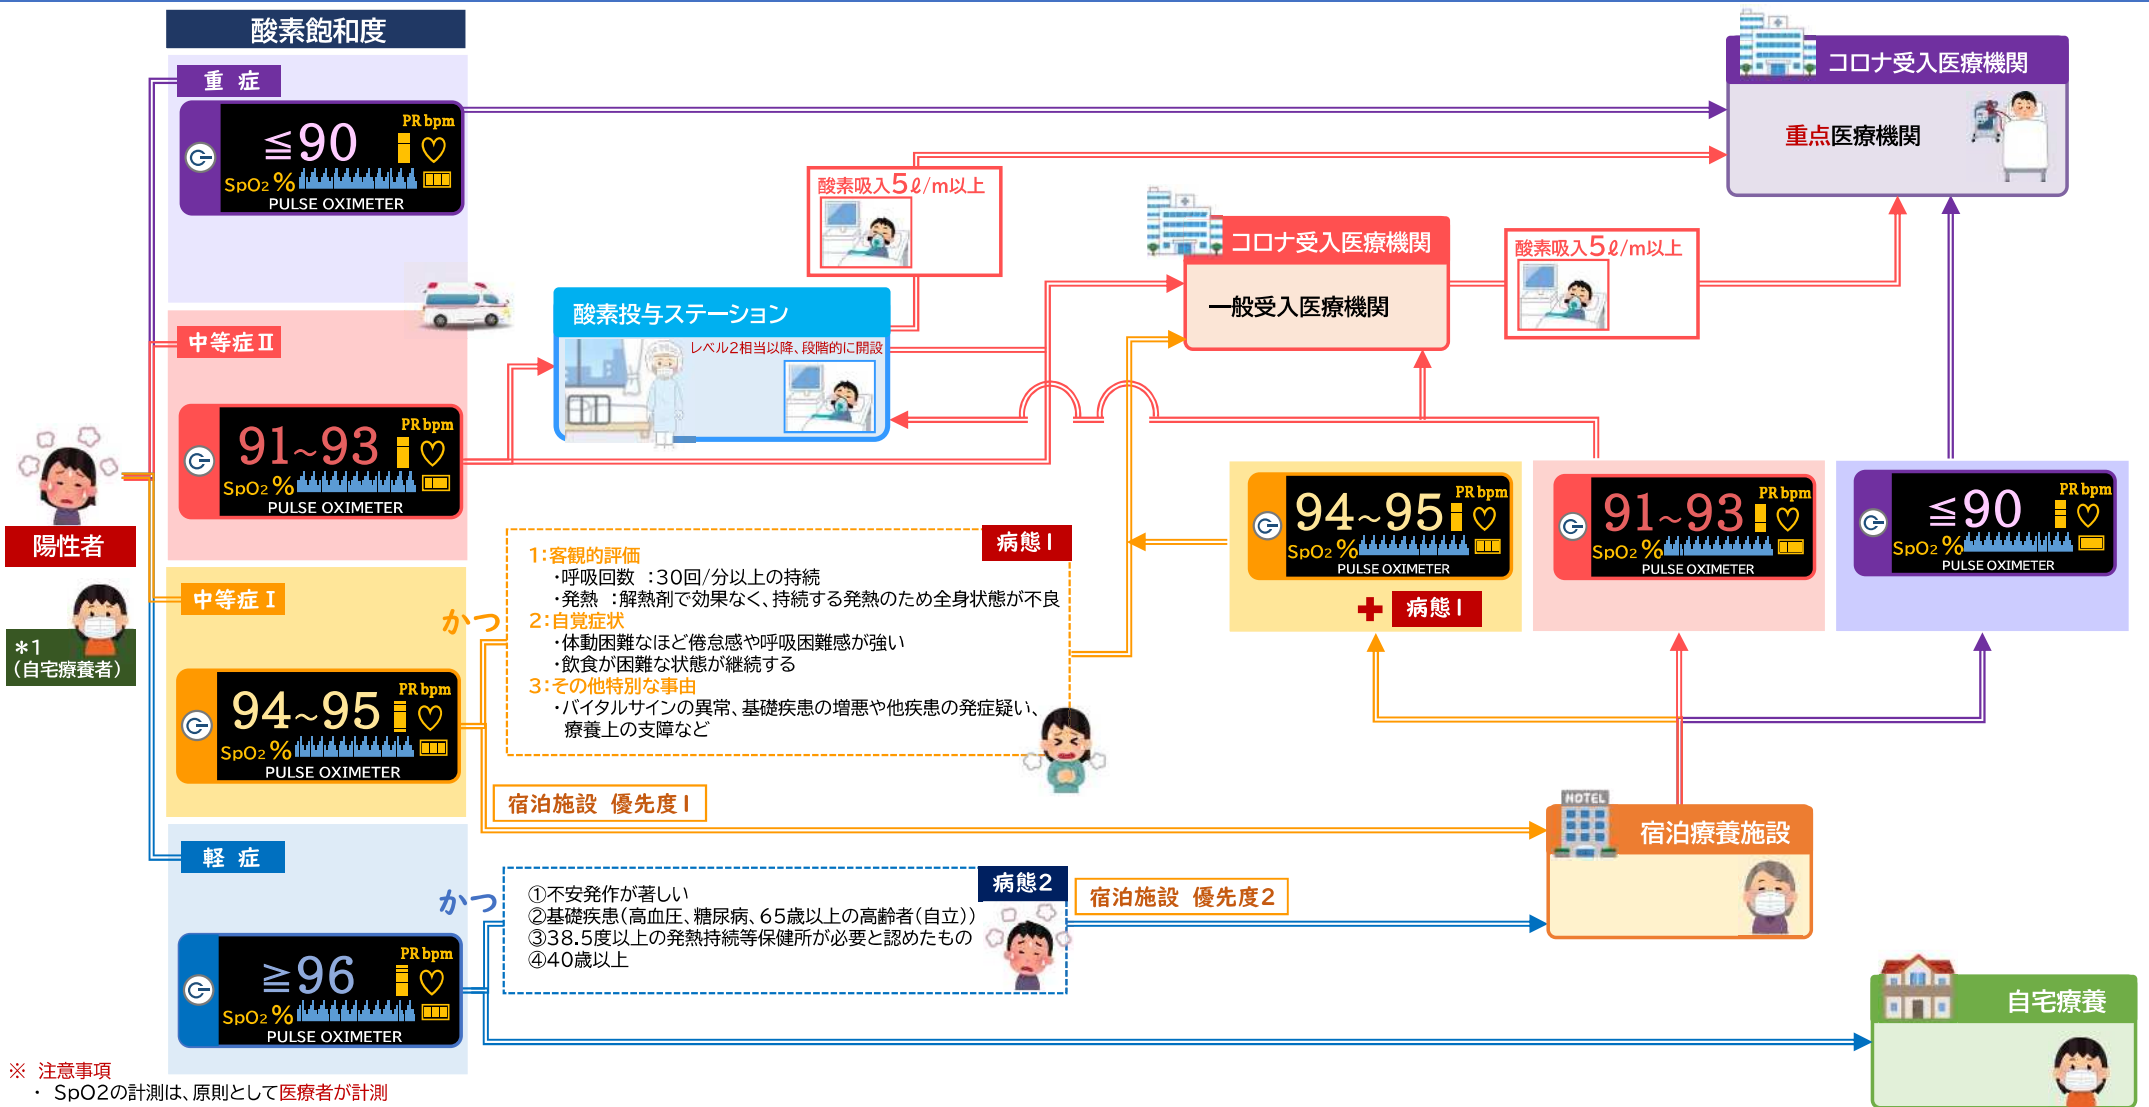 酸素飽和度
重 症
≦90
PR bpm
SpO2 %
PULSE OXIMETER
中等症Ⅱ
91~93
PR bpm
SpO2 %
PULSE OXIMETER
陽性者
*1
(自宅療養者)
中等症Ⅰ
94~95
PR bpm
SpO2 %
PULSE OXIMETER
軽 症
≧96
PR bpm
SpO2 %
PULSE OXIMETER
※ 注意事項
・ SpO2の計測は、原則として医療者が計測
酸素投与ステーション
レベル2相当以降、段階的に開設
酸素吸入5ℓ/m以上
コロナ受入医療機関
一般受入医療機関
酸素吸入5ℓ/m以上
コロナ受入医療機関
重点医療機関
かつ
病態1
1:客観的評価
・呼吸回数 :30回/分以上の持続
・発熱 :解熱剤で効果なく、持続する発熱のため全身状態が不良
2:自覚症状
・体動困難なほど倦怠感や呼吸困難感が強い
・飲食が困難な状態が継続する
3:その他特別な事由
・バイタルサインの異常、基礎疾患の増悪や他疾患の発症疑い、
療養上の支障など
宿泊施設 優先度1
かつ
病態2
①不安発作が著しい
②基礎疾患(高血圧、糖尿病、65歳以上の高齢者(自立))
③38.5度以上の発熱持続等保健所が必要と認めたもの
④40歳以上
宿泊施設 優先度2
94~95
PR bpm
SpO2 %
PULSE OXIMETER
病態1
91~93
PR bpm
SpO2 %
PULSE OXIMETER
≦90
PR bpm
SpO2 %
PULSE OXIMETER
HOTEL
宿泊療養施設
自宅療養